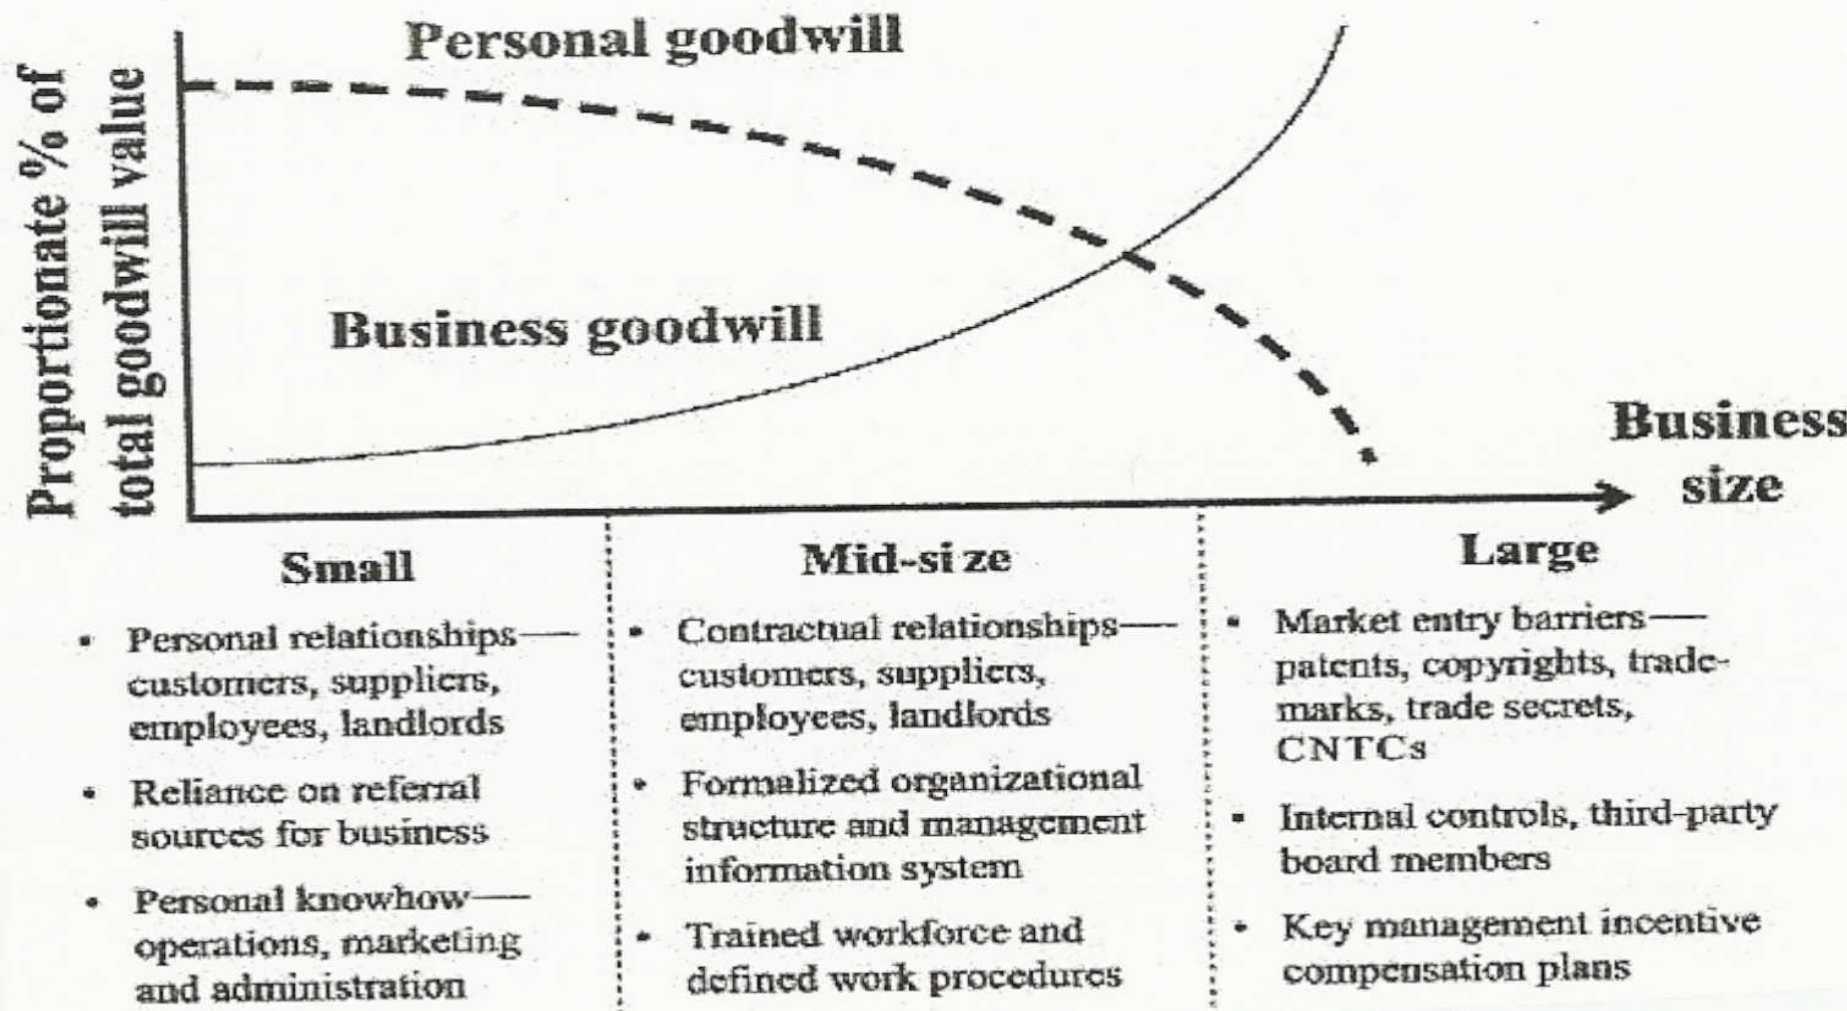 Personal goodwill
Proportionate % of
total goodwill value
Business goodwill
Business
size
Small
• Personal relationships—
customers, suppliers,
employees, landlords
• Reliance on referral
sources for business
• Personal knowhow—
operations, marketing
and administration
Mid-size
• Contractual relationships—
customers, suppliers,
employees, landlords
• Formalized organizational
structure and management
information system
• Trained workforce and
defined work procedures
Large
• Market entry barriers—
patents, copyrights, trade-
marks, trade secrets,
CNTCs
• Internal controls, third-party
board members
• Key management incentive
compensation plans